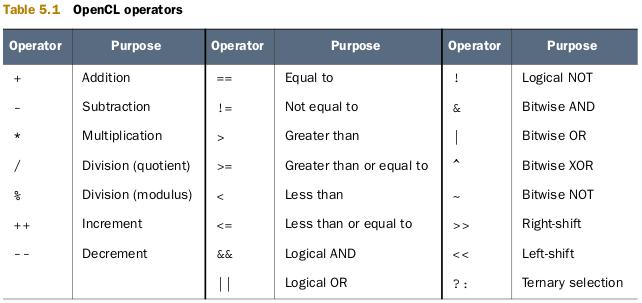 Table 5.1 OpenCL operators
Operator Purpose Operator Purpose Operator Purpose
+ Addition == Equal to ! Logical NOT
- Subtraction != Not equal to & Bitwise AND
* Multiplication > Greater than | Bitwise OR
/ Division (quotient) >= Greater than or equal to ^ Bitwise XOR
% Division (modulus) < Less than ~ Bitwise NOT
++ Increment <= Less than or equal to >> Right-shift
-- Decrement && Logical AND << Left-shift
|| Logical OR ?: Ternary selection